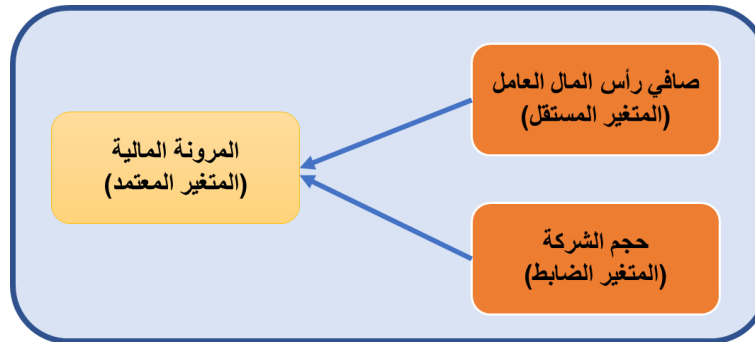 صافي رأس المال العامل
(المتغير المستقل)
المرونة المالية
(المتغير المعتمد)
حجم الشركة
(المتغير الضابط)